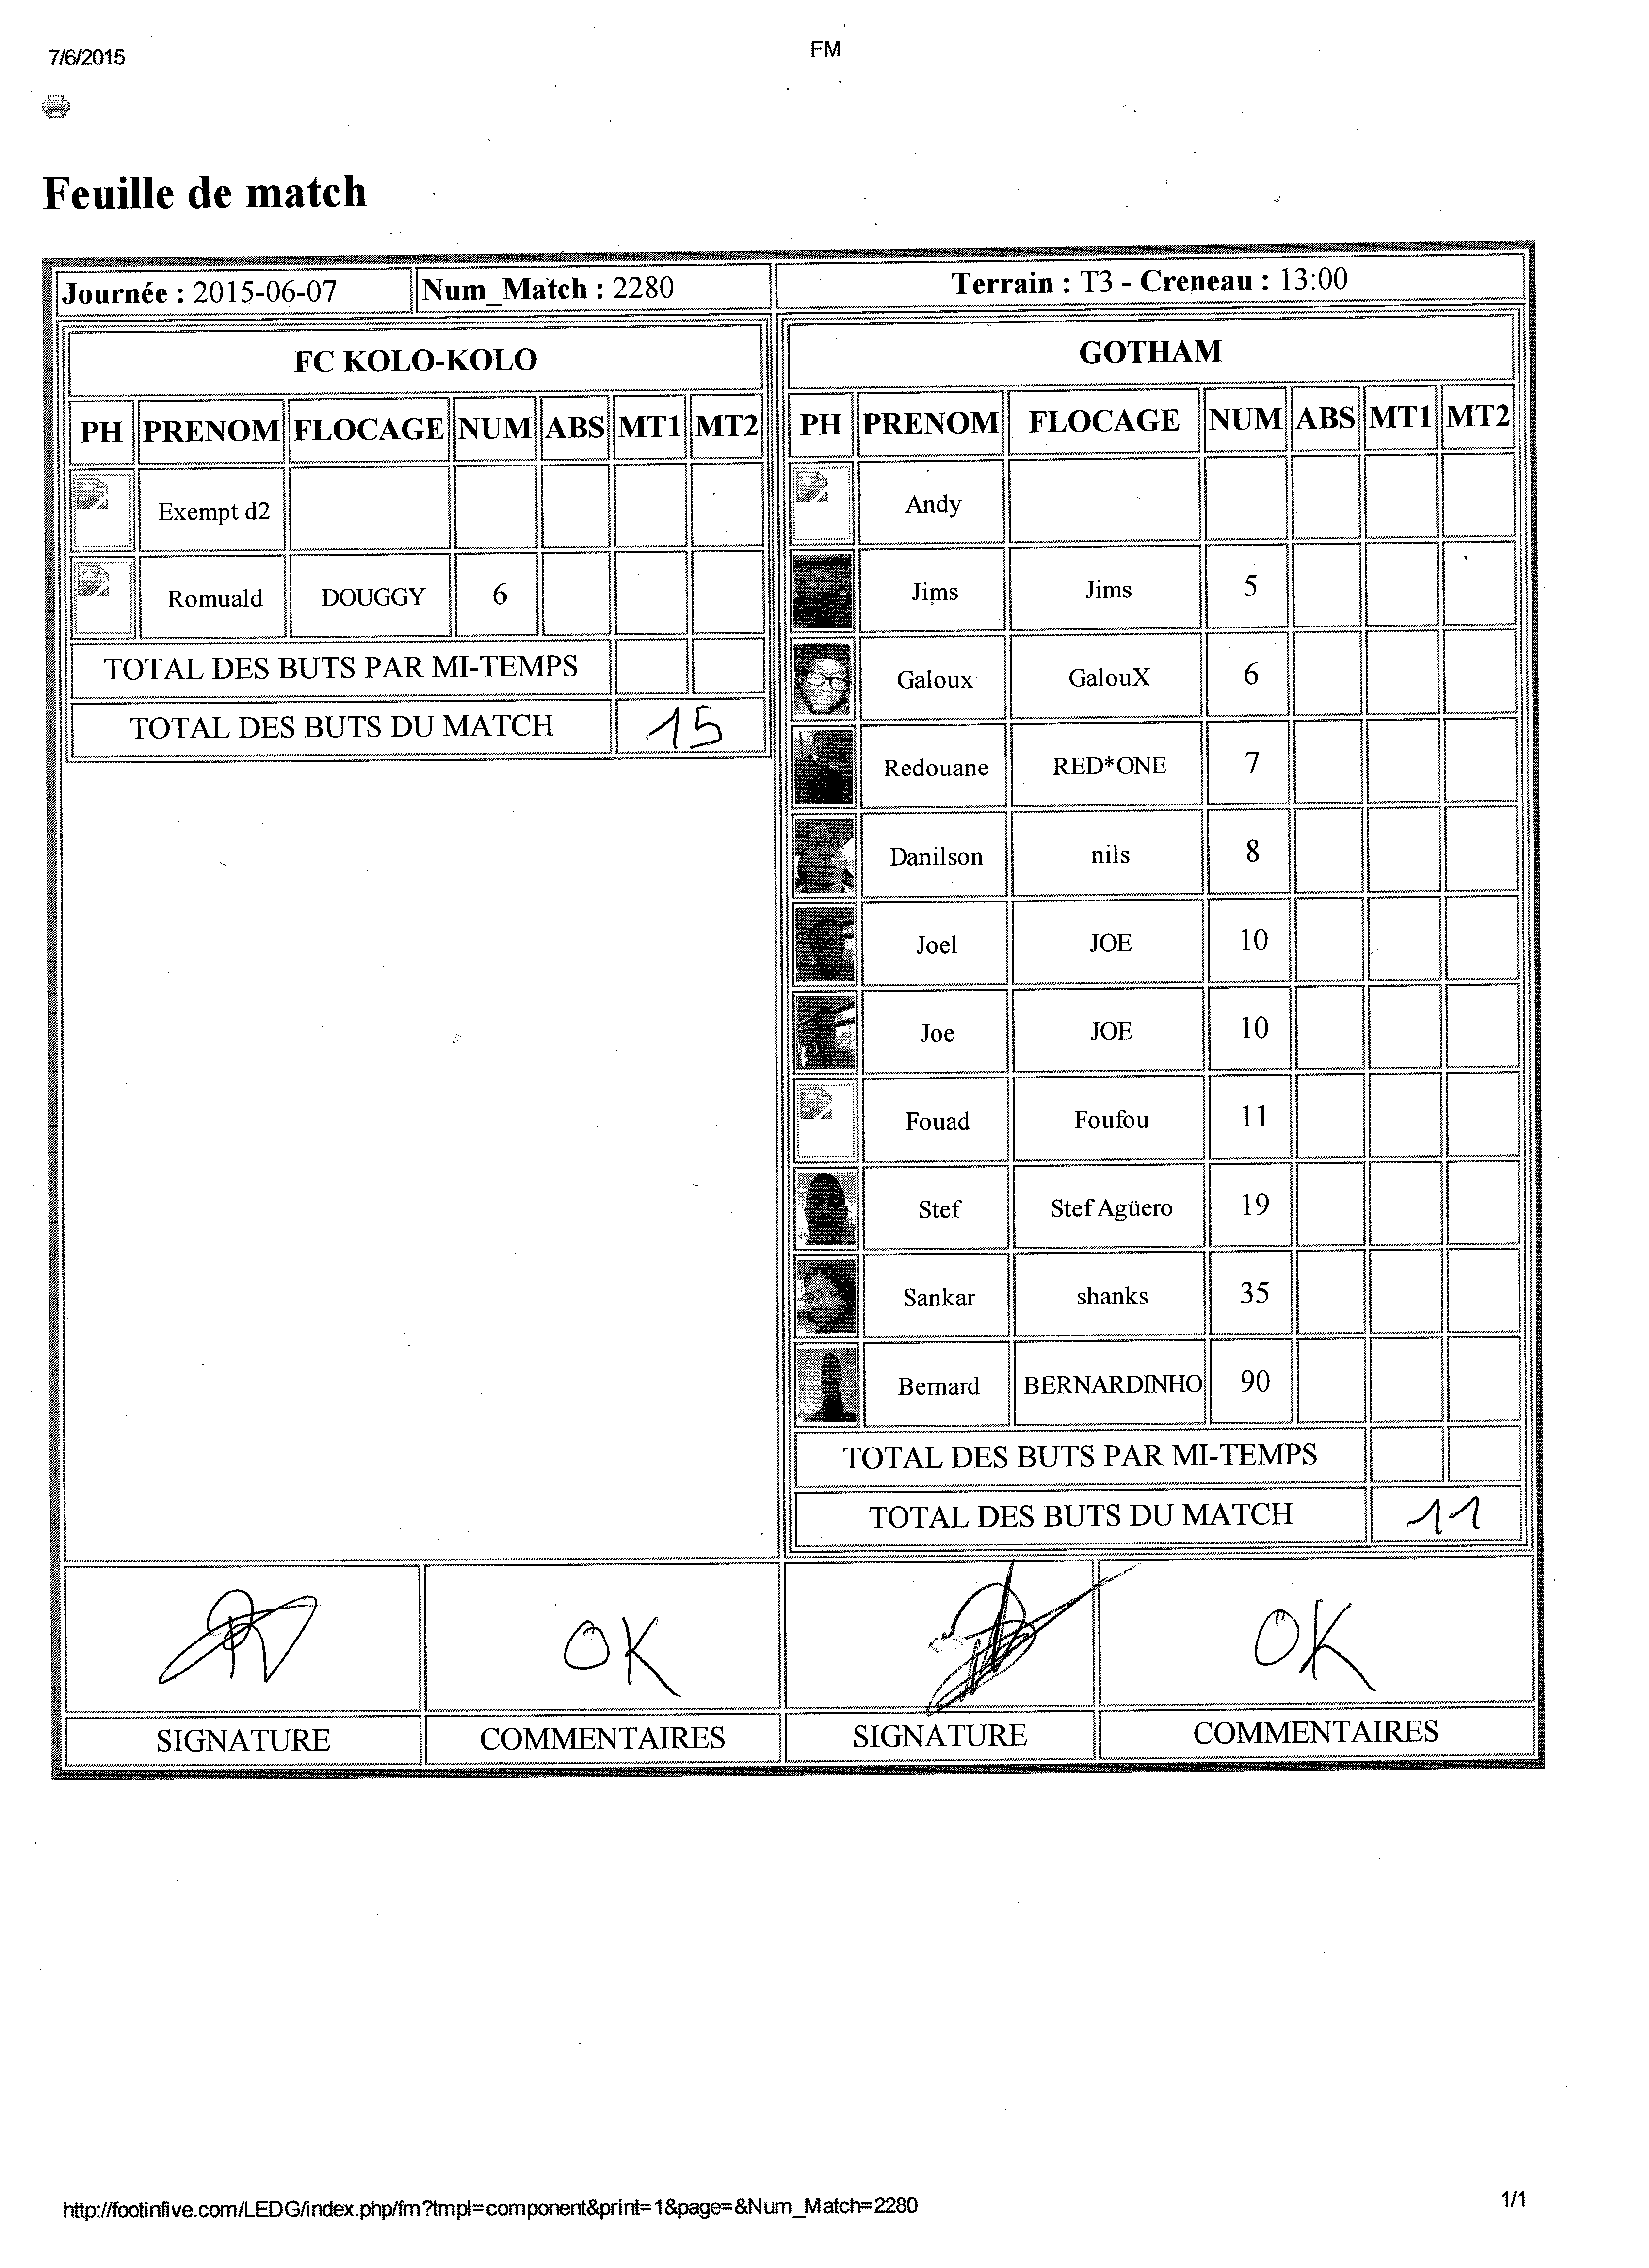 7/6/2015
FM
Feuille de match
Journée : 2015-06-07 Num_Match : 2280 Terrain : T3 - Creneau : 13:00
FC KOLO-KOLO
PH PRENOM FLOCAGE NUM ABS MT1 MT2
Exempt d2
Romuald DOUGGY 6
TOTAL DES BUTS PAR MI-TEMPS
TOTAL DES BUTS DU MATCH 15
GOTHAM
PH PRENOM FLOCAGE NUM ABS MT1 MT2
Andy
Jims Jims 5
Galoux GalouX 6
Redouane RED*ONE 7
Danilson nils 8
Joel JOE 10
Joe JOE 10
Fouad Foufou 11
Stef Stef Agüero 19
Sankar shanks 35
Bernard BERNARDINHO 90
TOTAL DES BUTS PAR MI-TEMPS
TOTAL DES BUTS DU MATCH 11
OK OK
SIGNATURE COMMENTAIRES SIGNATURE COMMENTAIRES
http://footinfive.com/LEDG/index.php/fm?tmpl=component&print=1&page=&Num_Match=2280
1/1